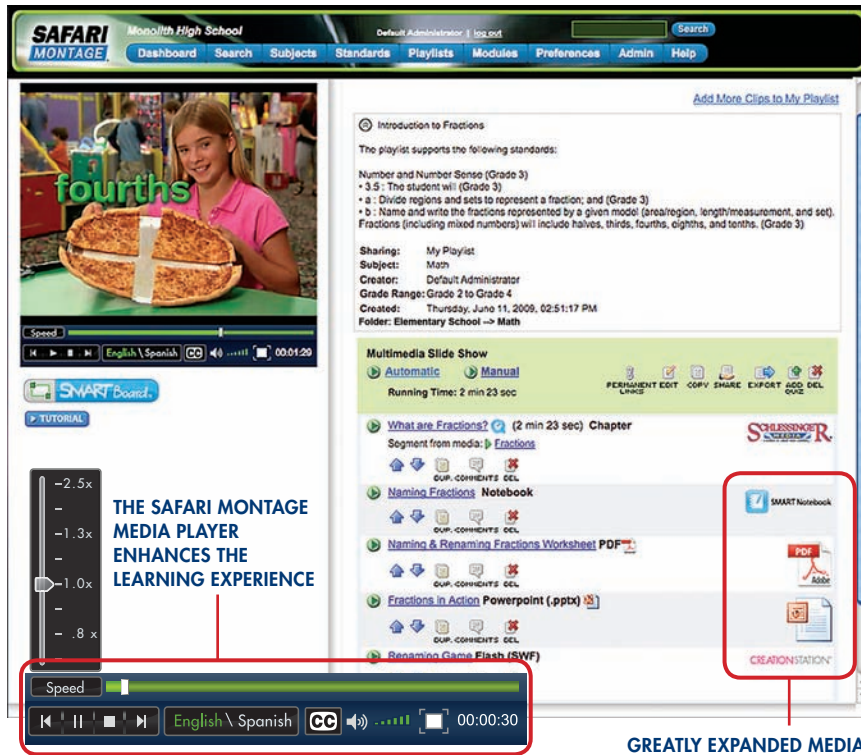 SAFARI
MONTAGE
Monolith High School
Default Administrator | log out
Search
Dashboard Search Subjects Standards Playlists Modules Preferences Admin Help
fourths
Speed
English \ Spanish CC 00:01:29
SMART Board
TUTORIAL
-2.5x
-1.3x
-1.0x
- .8 x
THE SAFARI MONTAGE
MEDIA PLAYER
ENHANCES THE
LEARNING EXPERIENCE
Speed
English \ Spanish CC 00:00:30
Add More Clips to My Playlist
Introduction to Fractions
The playlist supports the following standards:
Number and Number Sense (Grade 3)
• 3.5 : The student will (Grade 3)
• a : Divide regions and sets to represent a fraction; and (Grade 3)
• b : Name and write the fractions represented by a given model (area/region, length/measurement, and set).
Fractions (including mixed numbers) will include halves, thirds, fourths, eighths, and tenths. (Grade 3)
Sharing: My Playlist
Subject: Math
Creator: Default Administrator
Grade Range: Grade 2 to Grade 4
Created: Thursday, June 11, 2009, 02:51:17 PM
Folder: Elementary School --> Math
Multimedia Slide Show
Automatic Manual
Running Time: 2 min 23 sec
PERMANENT LINKS EDIT COPY SHARE EXPORT ADD QUIZ DEL
What are Fractions? (2 min 23 sec) Chapter
SCHLESSINGER
Segment from media: Fractions
DUP. COMMENTS DEL
Naming Fractions Notebook
SMART Notebook
DUP. COMMENTS DEL
Naming & Renaming Fractions Worksheet PDF
PDF
Adobe
DUP. COMMENTS DEL
Fractions in Action Powerpoint (.pptx)
DUP. COMMENTS DEL
Renaming Game Flash (SWF)
CREATIONSTATION
GREATLY EXPANDED MEDIA